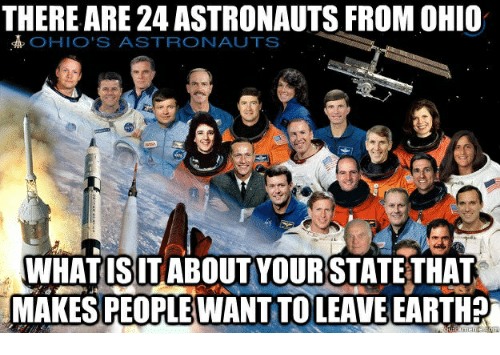 THERE ARE 24 ASTRONAUTS FROM OHIO
OHIO'S ASTRONAUTS
WHAT IS IT ABOUT YOUR STATE THAT
MAKES PEOPLE WANT TO LEAVE EARTH?